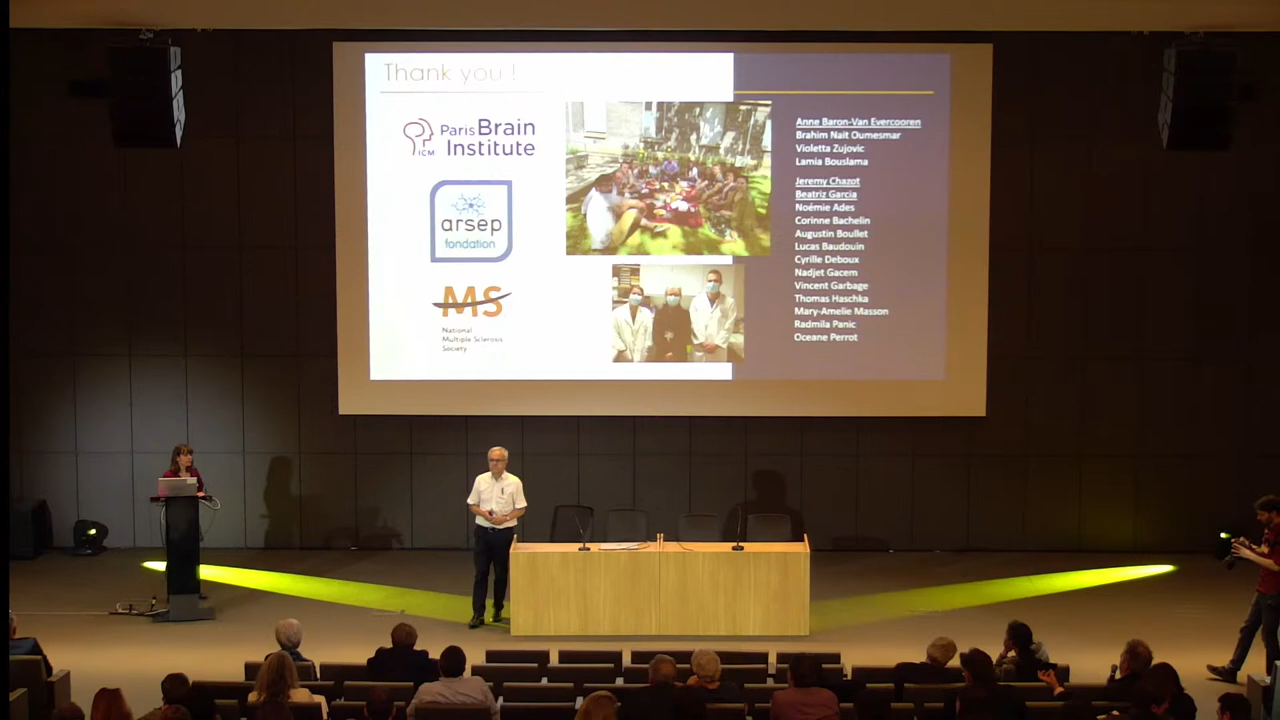 Thank you !
Paris Brain
Institute
ICM
arsep
fondation
MS
National
Multiple Sclerosis
Society
Anne Baron-Van Evercooren
Brahim Nait Oumesmar
Violetta Zujovic
Lamia Bouslama
Jeremy Chazot
Beatriz Garcia
Noémie Ades
Corinne Bachelin
Augustin Boullet
Lucas Baudouin
Cyrille Deboux
Nadjet Gacem
Vincent Garbage
Thomas Haschka
Mary-Amelie Masson
Radmila Panic
Oceane Perrot